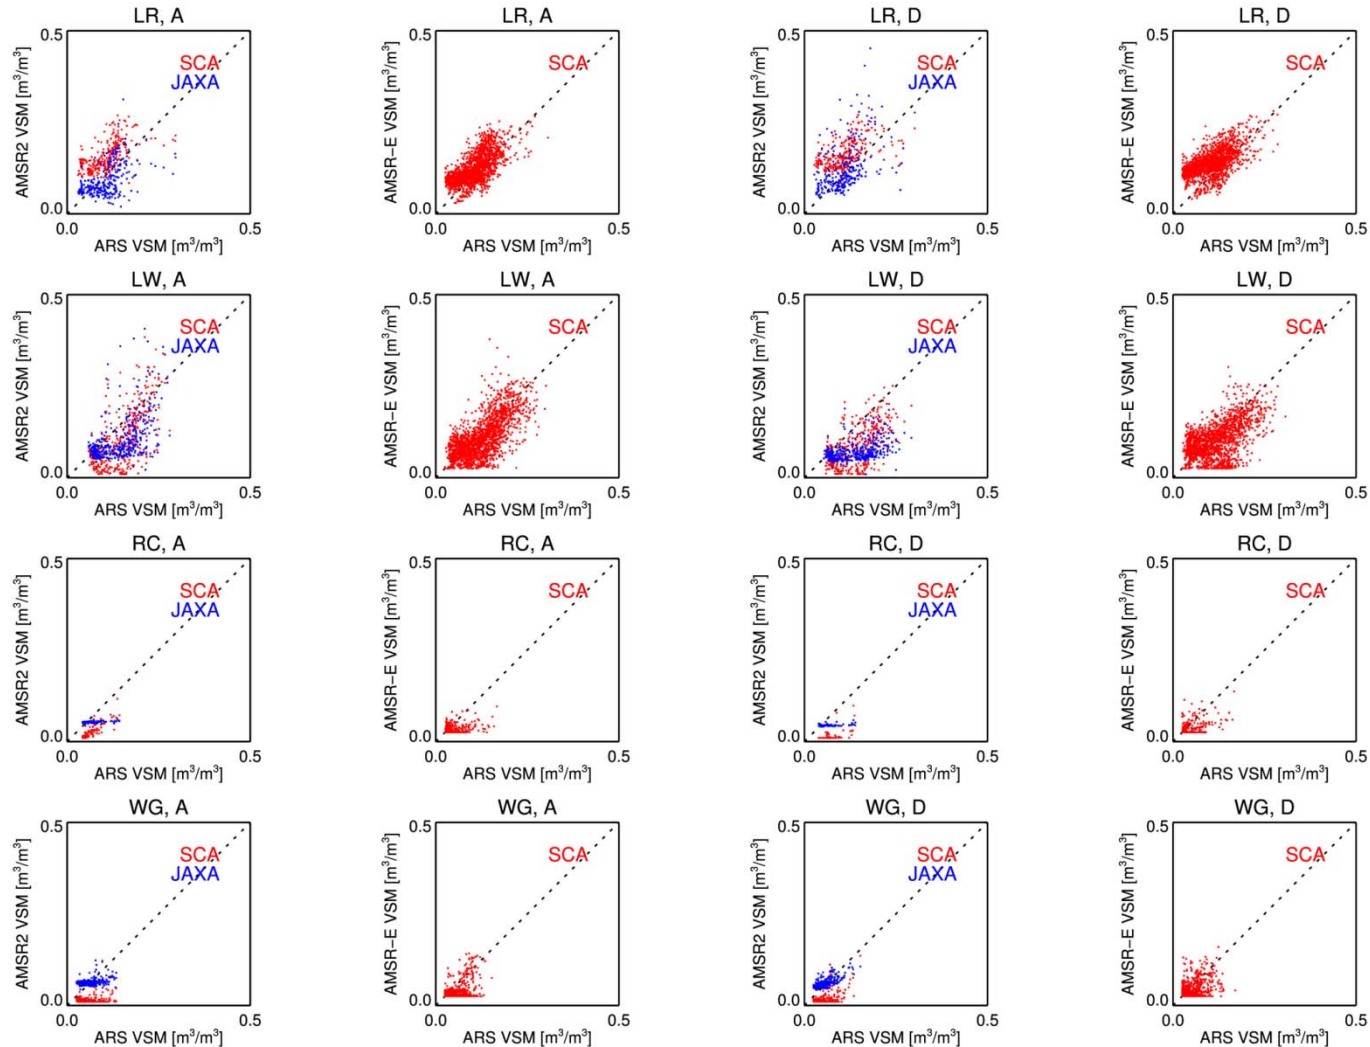 LR, A
AMSR2 VSM [m³/m³]
0.5
SCA
JAXA
0.0
0.0
0.5
ARS VSM [m³/m³]
LR, A
AMSR-E VSM [m³/m³]
0.5
SCA
0.0
0.0
0.5
ARS VSM [m³/m³]
LR, D
AMSR2 VSM [m³/m³]
0.5
SCA
JAXA
0.0
0.0
0.5
ARS VSM [m³/m³]
LR, D
AMSR-E VSM [m³/m³]
0.5
SCA
0.0
0.0
0.5
ARS VSM [m³/m³]
LW, A
AMSR2 VSM [m³/m³]
0.5
SCA
JAXA
0.0
0.0
0.5
ARS VSM [m³/m³]
LW, A
AMSR-E VSM [m³/m³]
0.5
SCA
0.0
0.0
0.5
ARS VSM [m³/m³]
LW, D
AMSR2 VSM [m³/m³]
0.5
SCA
JAXA
0.0
0.0
0.5
ARS VSM [m³/m³]
LW, D
AMSR-E VSM [m³/m³]
0.5
SCA
0.0
0.0
0.5
ARS VSM [m³/m³]
RC, A
AMSR2 VSM [m³/m³]
0.5
SCA
JAXA
0.0
0.0
0.5
ARS VSM [m³/m³]
RC, A
AMSR-E VSM [m³/m³]
0.5
SCA
0.0
0.0
0.5
ARS VSM [m³/m³]
RC, D
AMSR2 VSM [m³/m³]
0.5
SCA
JAXA
0.0
0.0
0.5
ARS VSM [m³/m³]
RC, D
AMSR-E VSM [m³/m³]
0.5
SCA
0.0
0.0
0.5
ARS VSM [m³/m³]
WG, A
AMSR2 VSM [m³/m³]
0.5
SCA
JAXA
0.0
0.0
0.5
ARS VSM [m³/m³]
WG, A
AMSR-E VSM [m³/m³]
0.5
SCA
0.0
0.0
0.5
ARS VSM [m³/m³]
WG, D
AMSR2 VSM [m³/m³]
0.5
SCA
JAXA
0.0
0.0
0.5
ARS VSM [m³/m³]
WG, D
AMSR-E VSM [m³/m³]
0.5
SCA
0.0
0.0
0.5
ARS VSM [m³/m³]